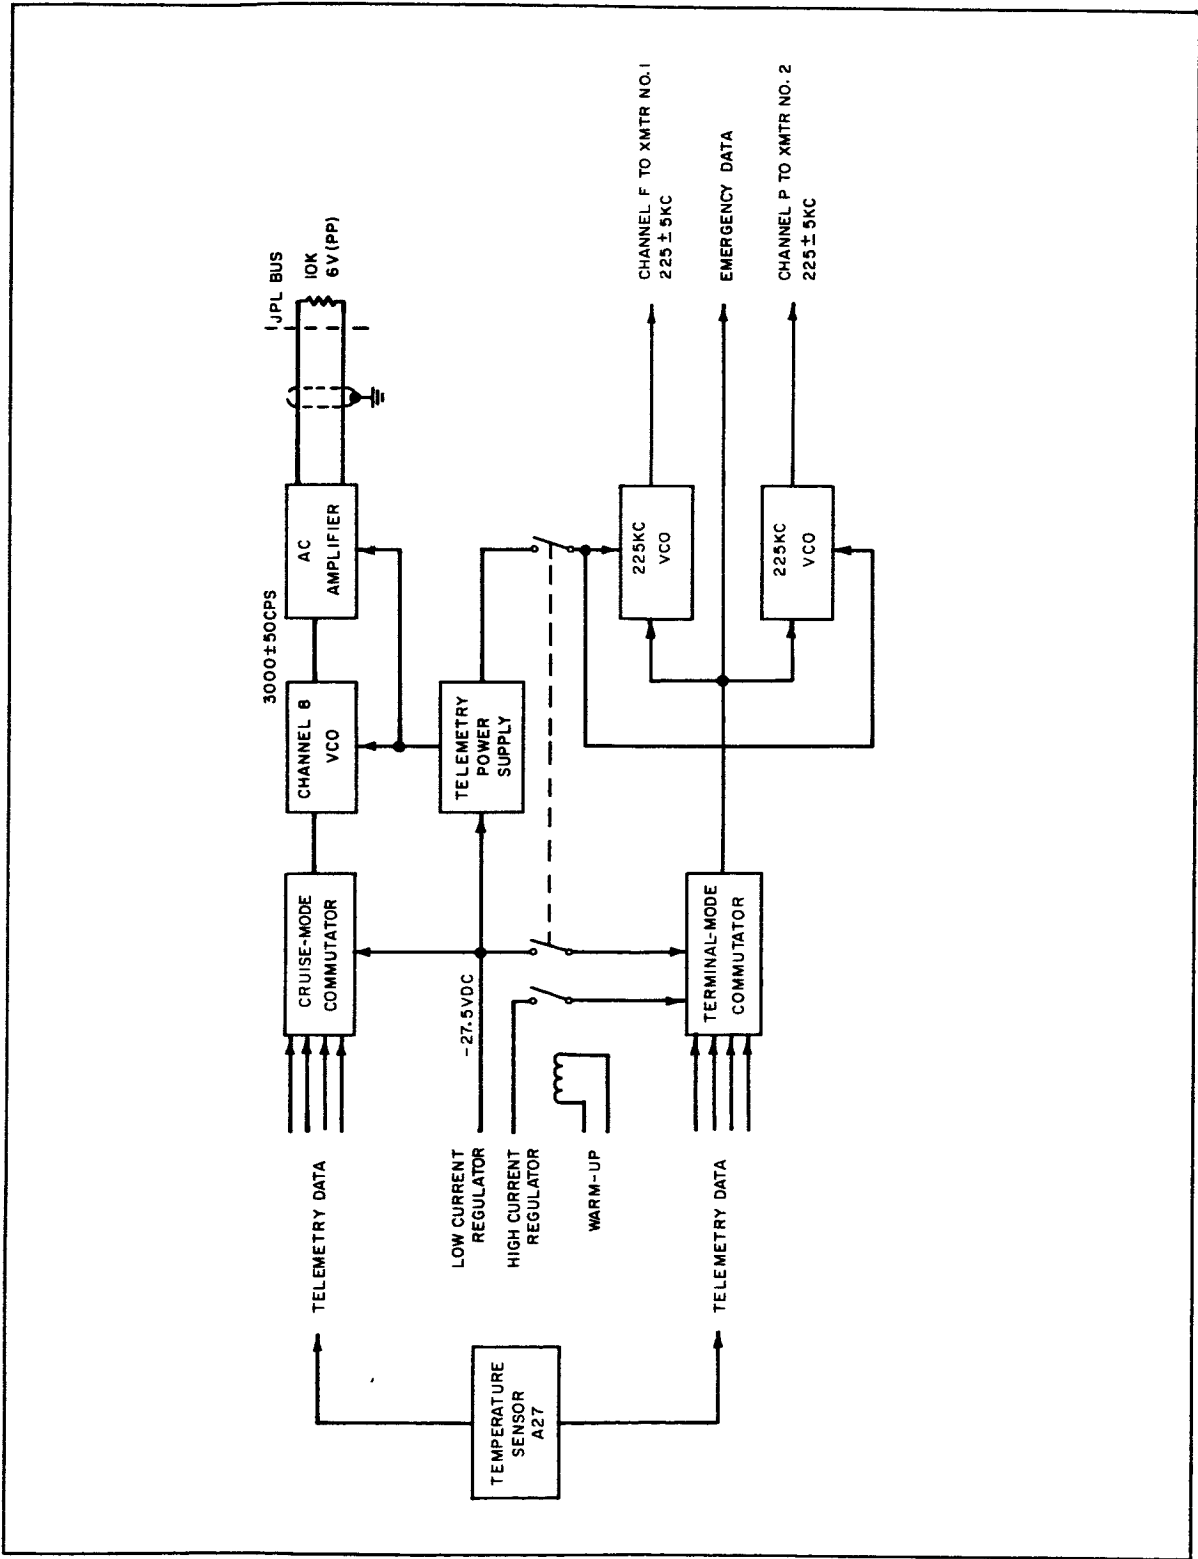 TEMPERATURE
SENSOR
A27
TELEMETRY DATA
LOW CURRENT
REGULATOR
HIGH CURRENT
REGULATOR
WARM-UP
TELEMETRY DATA
CRUISE-MODE
COMMUTATOR
-27.5VDC
TERMINAL-MODE
COMMUTATOR
CHANNEL 8
VCO
3000±50CPS
TELEMETRY
POWER
SUPPLY
AC
AMPLIFIER
225KC
VCO
225KC
VCO
JPL BUS
10K
6V(PP)
CHANNEL F TO XMTR NO.1
225±5KC
EMERGENCY DATA
CHANNEL P TO XMTR NO. 2
225±5KC